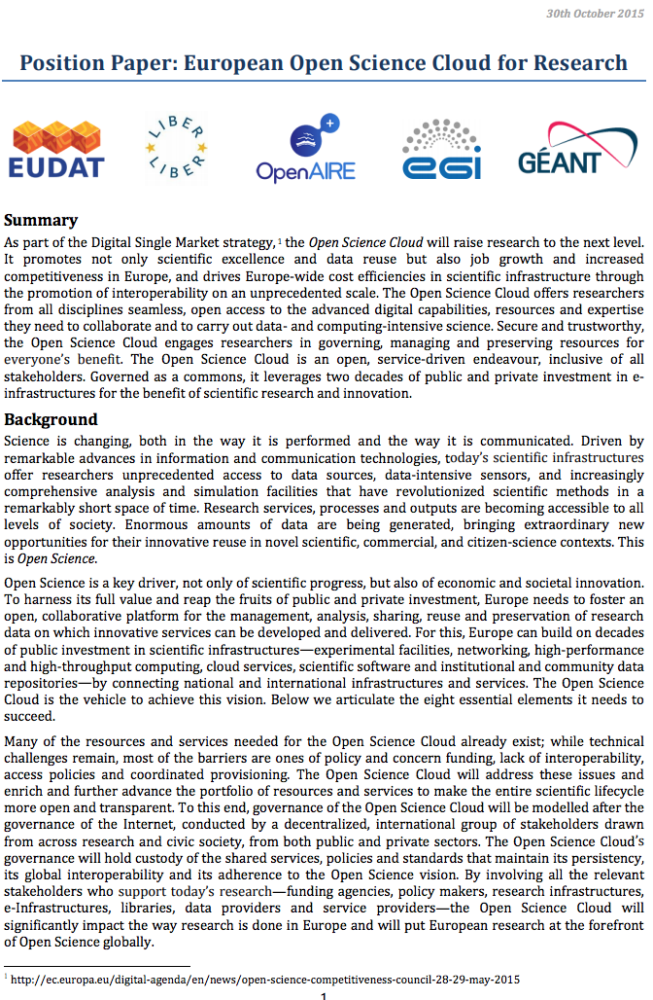 30th October 2015
Position Paper: European Open Science Cloud for Research
EUDAT
LIBER
LIBER
OpenAIRE
eGI
GÉANT
Summary
As part of the Digital Single Market strategy,1 the Open Science Cloud will raise research to the next level.
It promotes not only scientific excellence and data reuse but also job growth and increased
competitiveness in Europe, and drives Europe-wide cost efficiencies in scientific infrastructure through
the promotion of interoperability on an unprecedented scale. The Open Science Cloud offers researchers
from all disciplines seamless, open access to the advanced digital capabilities, resources and expertise
they need to collaborate and to carry out data- and computing-intensive science. Secure and trustworthy,
the Open Science Cloud engages researchers in governing, managing and preserving resources for
everyone's benefit. The Open Science Cloud is an open, service-driven endeavour, inclusive of all
stakeholders. Governed as a commons, it leverages two decades of public and private investment in e-
infrastructures for the benefit of scientific research and innovation.
Background
Science is changing, both in the way it is performed and the way it is communicated. Driven by
remarkable advances in information and communication technologies, today's scientific infrastructures
offer researchers unprecedented access to data sources, data-intensive sensors, and increasingly
comprehensive analysis and simulation facilities that have revolutionized scientific methods in a
remarkably short space of time. Research services, processes and outputs are becoming accessible to all
levels of society. Enormous amounts of data are being generated, bringing extraordinary new
opportunities for their innovative reuse in novel scientific, commercial, and citizen-science contexts. This
is Open Science.
Open Science is a key driver, not only of scientific progress, but also of economic and societal innovation.
To harness its full value and reap the fruits of public and private investment, Europe needs to foster an
open, collaborative platform for the management, analysis, sharing, reuse and preservation of research
data on which innovative services can be developed and delivered. For this, Europe can build on decades
of public investment in scientific infrastructures—experimental facilities, networking, high-performance
and high-throughput computing, cloud services, scientific software and institutional and community data
repositories—by connecting national and international infrastructures and services. The Open Science
Cloud is the vehicle to achieve this vision. Below we articulate the eight essential elements it needs to
succeed.
Many of the resources and services needed for the Open Science Cloud already exist; while technical
challenges remain, most of the barriers are ones of policy and concern funding, lack of interoperability,
access policies and coordinated provisioning. The Open Science Cloud will address these issues and
enrich and further advance the portfolio of resources and services to make the entire scientific lifecycle
more open and transparent. To this end, governance of the Open Science Cloud will be modelled after the
governance of the Internet, conducted by a decentralized, international group of stakeholders drawn
from across research and civic society, from both public and private sectors. The Open Science Cloud's
governance will hold custody of the shared services, policies and standards that maintain its persistency,
its global interoperability and its adherence to the Open Science vision. By involving all the relevant
stakeholders who support today's research—funding agencies, policy makers, research infrastructures,
e-Infrastructures, libraries, data providers and service providers—the Open Science Cloud will
significantly impact the way research is done in Europe and will put European research at the forefront
of Open Science globally.
1 http://ec.europa.eu/digital-agenda/en/news/open-science-competitiveness-council-28-29-may-2015
1